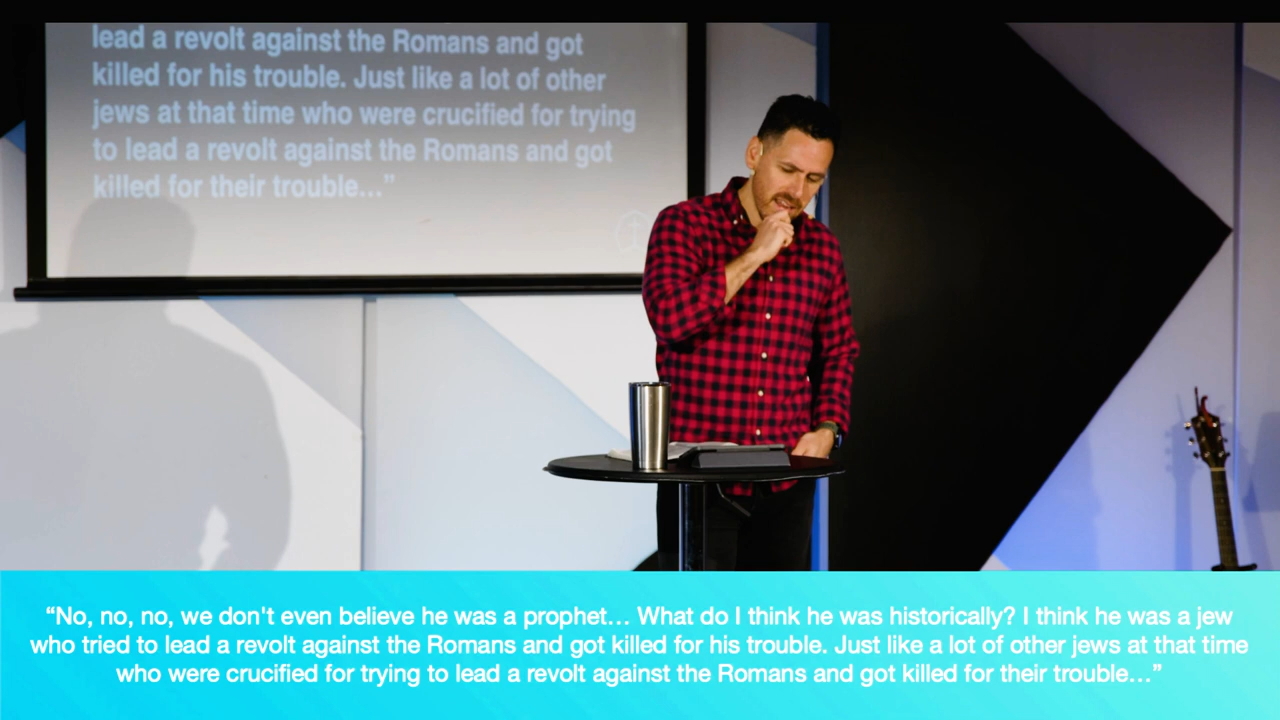 lead a revolt against the Romans and got
killed for his trouble. Just like a lot of other
jews at that time who were crucified for trying
to lead a revolt against the Romans and got
killed for their trouble...”
“No, no, no, we don't even believe he was a prophet... What do I think he was historically? I think he was a jew
who tried to lead a revolt against the Romans and got killed for his trouble. Just like a lot of other jews at that time
who were crucified for trying to lead a revolt against the Romans and got killed for their trouble...”